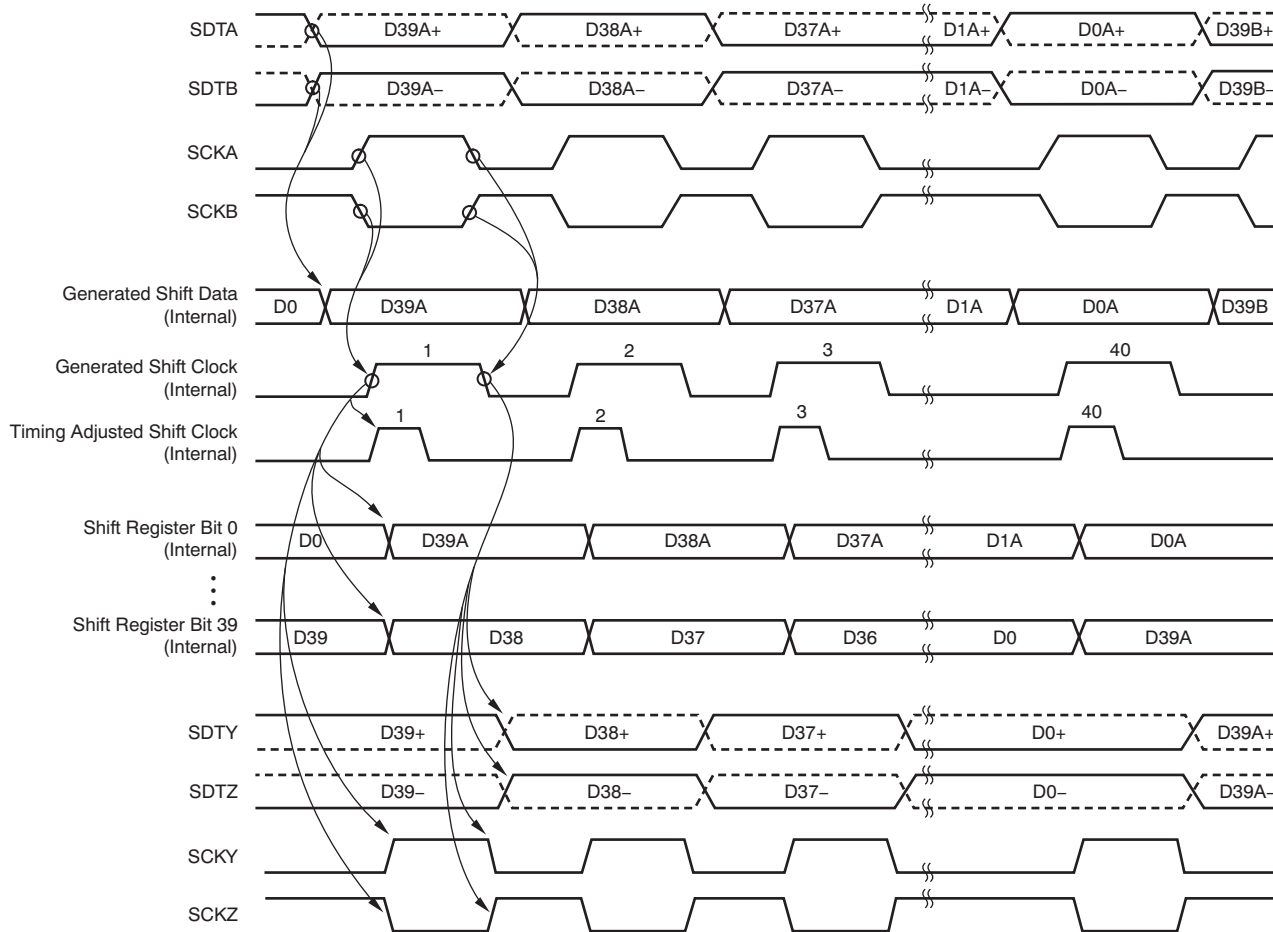 SDTA D39A+ D38A+ D37A+ D1A+ D0A+ D39B+
SDTB D39A− D38A− D37A− D1A− D0A− D39B−
SCKA
SCKB
Generated Shift Data
(Internal)
D0 D39A D38A D37A D1A D0A D39B
Generated Shift Clock
(Internal)
1 2 3 40
Timing Adjusted Shift Clock
(Internal)
1 2 3 40
Shift Register Bit 0
(Internal)
D0 D39A D38A D37A D1A D0A
Shift Register Bit 39
(Internal)
D39 D38 D37 D36 D0 D39A
SDTY D39+ D38+ D37+ D0+ D39A+
SDTZ D39− D38− D37− D0− D39A−
SCKY
SCKZ